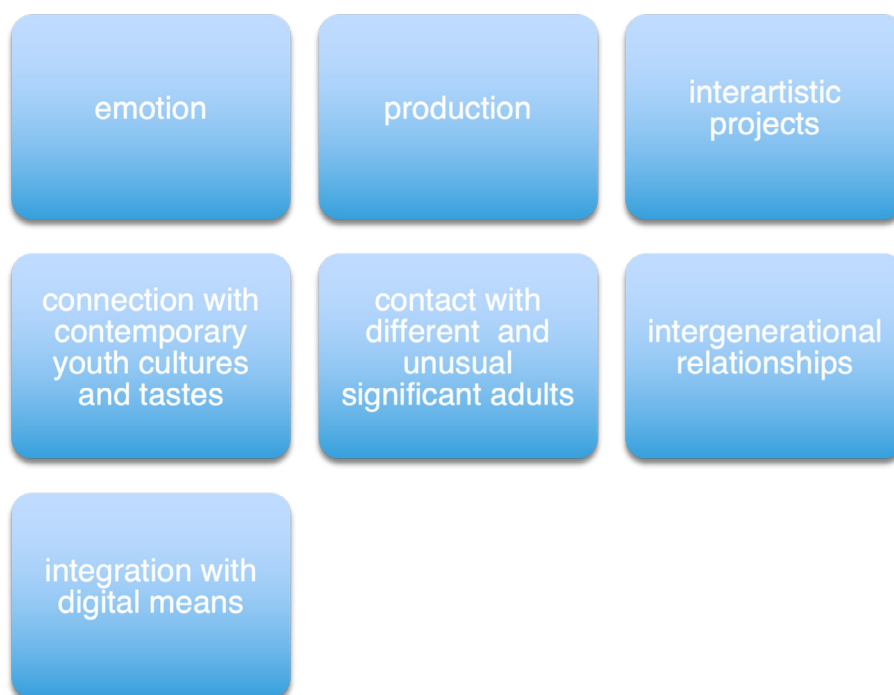 emotion
production
interartistic
projects
connection with
contemporary
youth cultures
and tastes
contact with
different  and
unusual
significant adults
intergenerational
relationships
integration with
digital means